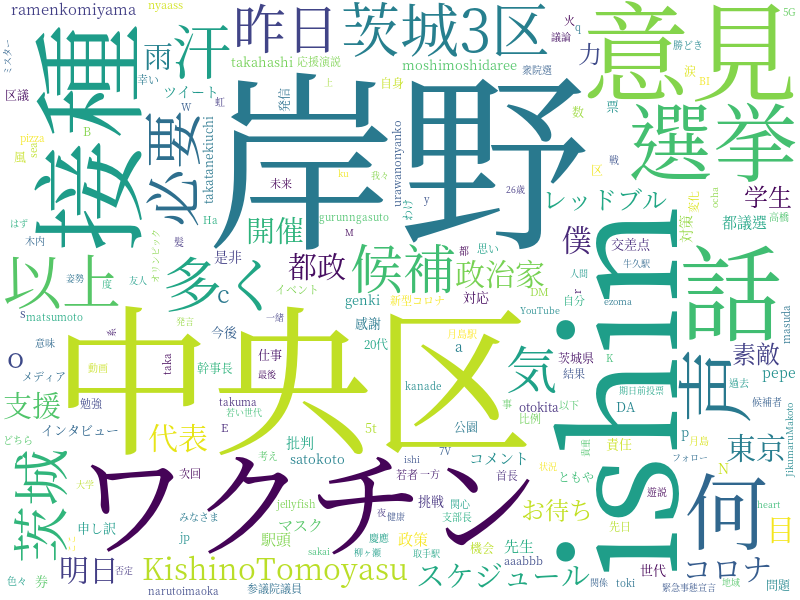 ramenkomiyama
nyaass
昨日
茨城3区
意見
火
q
議論
力
勝どき
5G
ミスター
接種
雨
汗
takahashi
応援演説
moshimoshidaree
衆院選
涙
BI
区議
ツイート
幸い
発信
上
自身
虹
数
票
選挙
B
W
必要
takatanekiuchi
岸野
urawanonyanko
pizza
sea
風
未来
ku
我々
区
戦
26歳
レッドブル
学生
変化
ocha
Ha
gurunngasuto
わけ
y
開催
僕
交差点
対策
都議選
高橋
はず
木内
髪
オリンピック
是非
M
都政
都
候補
思い
政治家
ishin
話
人間
牛久駅
以上
姿勢
度
友人
多く
c
イベント
genki
新型コロナ
対応
DM
自分
r
ezoma
s
matsumoto
今後
感謝
一緒
YouTube
月島駅
masuda
o
意味
系
発言
中央区
taka
20代
a
気
茨城県
K
声
素敵
メディア
動画
幹事長
仕事
最後
結果
期日前投票
過去
pepe
支援
勉強
takuma
若い世代
kanade
otokita
事
以下
DA
候補者
どちら
インタビュー
代表
E
公園
比例
貴重
責任
p
月島
フォロー
jikumaruMakoto
茨城
5t
批判
satokoto
ishi
7V
コメント
東京
大学
ワクチン
考え
若者
一方
首長
ともや
状況
N
次回
みなさま
jellyfish
夜
健康
関心
支部長
挑戦
お待ち
遊説
何
目
heart
申し訳
jp
駅頭
マスク
慶應
政策
機会
先生
先日
aaabbb
色々
券
明日
否定
KishinoTomoyasu
sakai
柳ヶ瀬
取手駅
スケジュール
関係
世代
toki
コロナ
緊急事態宣言
地域
問題
narutoimaoka
参議院議員